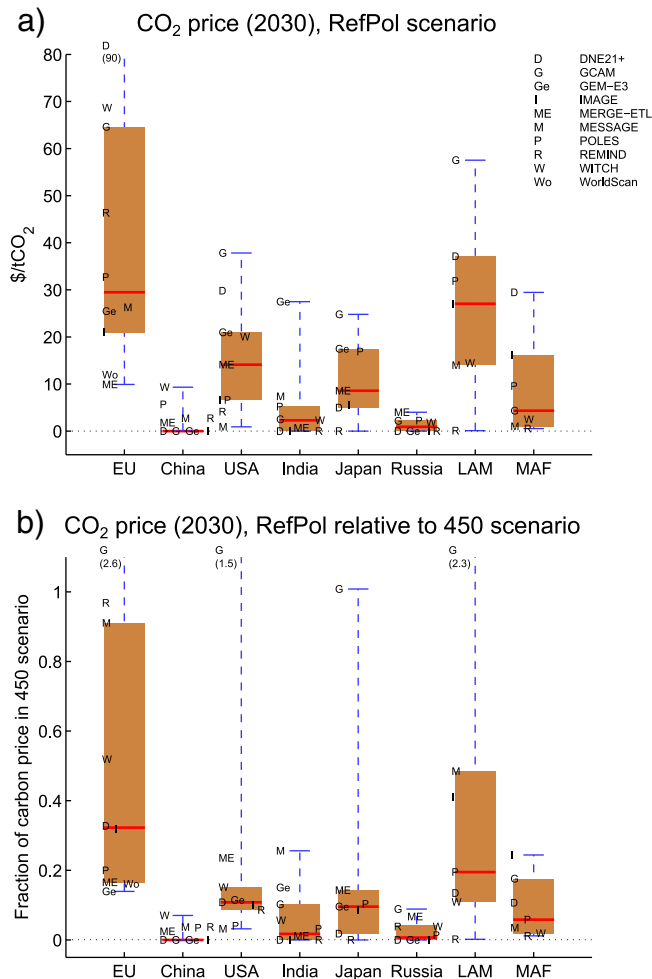 a) CO2 price (2030), RefPol scenario
D
(90)
80
70
60
50
40
30
20
10
0
$/tCO2
D DNE21+
G GCAM
Ge GEM-E3
I IMAGE
ME MERGE-ETL
M MESSAGE
P POLES
R REMIND
W WITCH
Wo WorldScan
W
G
R
P
Ge M
I
Wo
ME
W
P
ME M R
D G Ge I
G
D
Ge W
ME
I P
R
M
Ge
M
P
G W
D I ME R
G
Ge P
ME
D I
R
ME
G P W
D Ge I R
G
D
P
I
M W
R
D
I
P
G
M W
R
EU China USA India Japan Russia LAM MAF
b) CO2 price (2030), RefPol relative to 450 scenario
G
(2.6)
G
(1.5)
G
(2.3)
1
0.8
0.6
0.4
0.2
0
Fraction of carbon price in 450 scenario
R
M
W
D I
P
ME Wo
Ge
W
ME M P R
D G Ge I
ME
W
D Ge I R
M P
M
Ge
G
W P
D I ME R
G
ME
Ge I P
D
R
G
ME
R M W
D Ge I P
M
I
P
D
W
R
I
G
D
P
M R W
EU China USA India Japan Russia LAM MAF